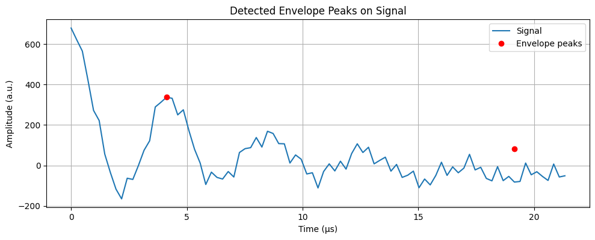 Detected Envelope Peaks on Signal
Signal
Envelope peaks
Amplitude (a.u.)
600
400
200
0
−200
0
5
10
15
20
Time (μs)